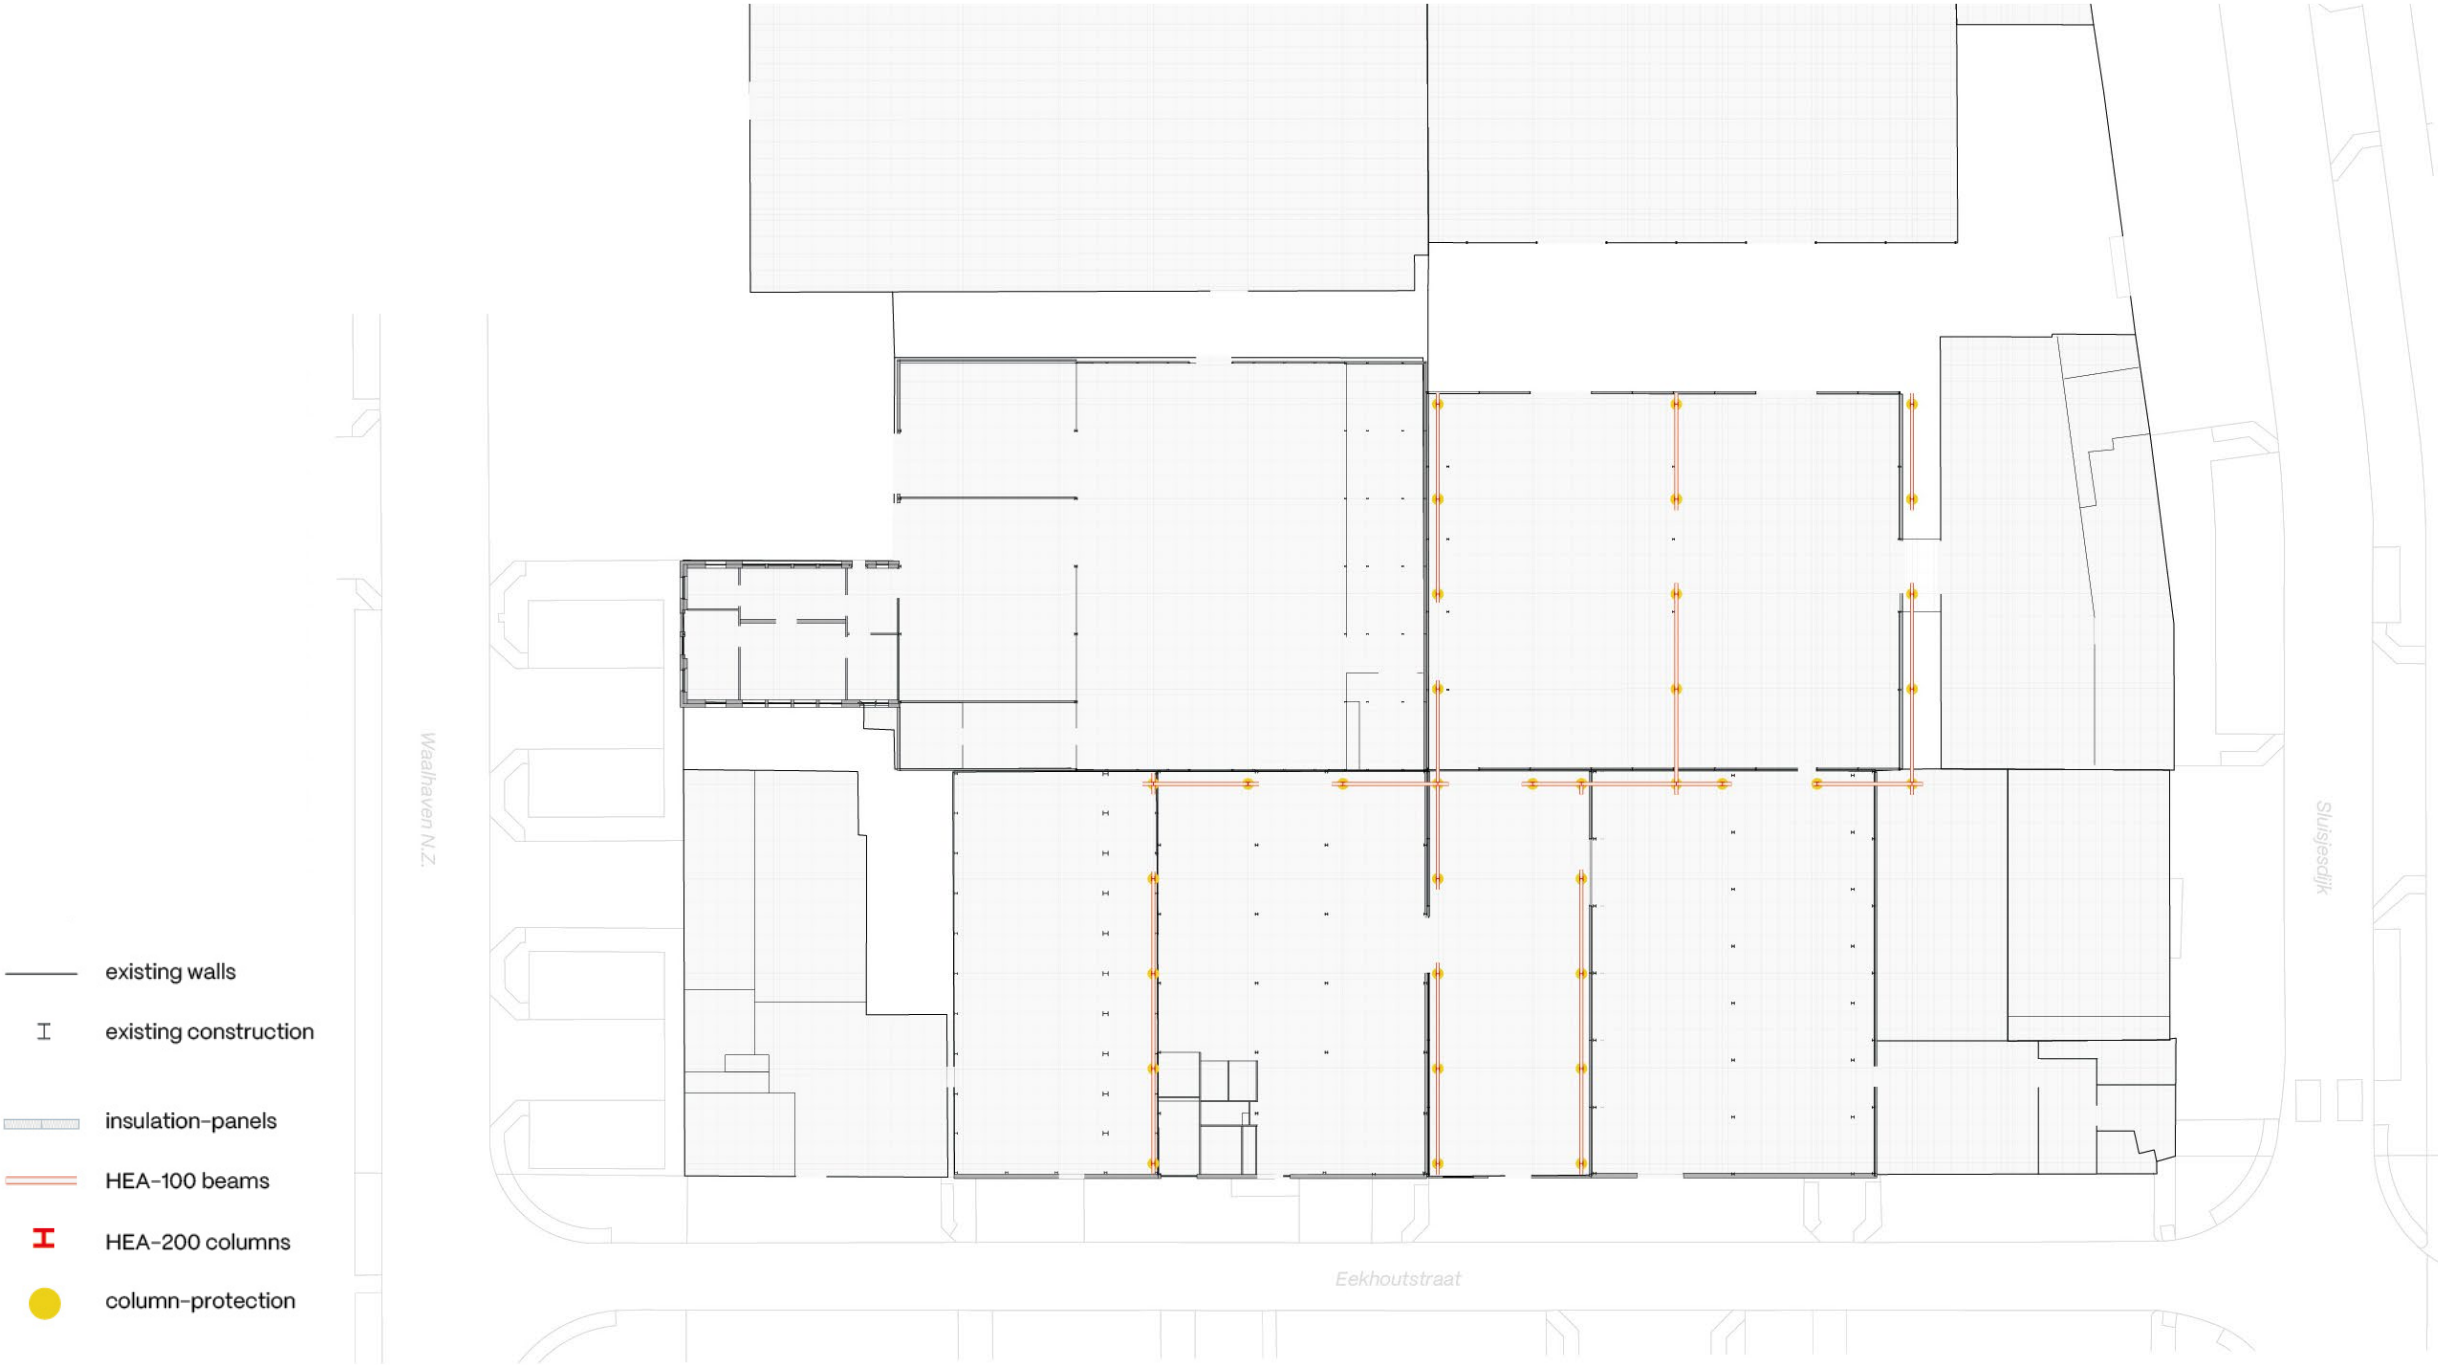 Waalhaven N.Z.
Sluisjesdijk
existing walls
existing construction
insulation-panels
HEA-100 beams
HEA-200 columns
column-protection
Eekhoutstraat